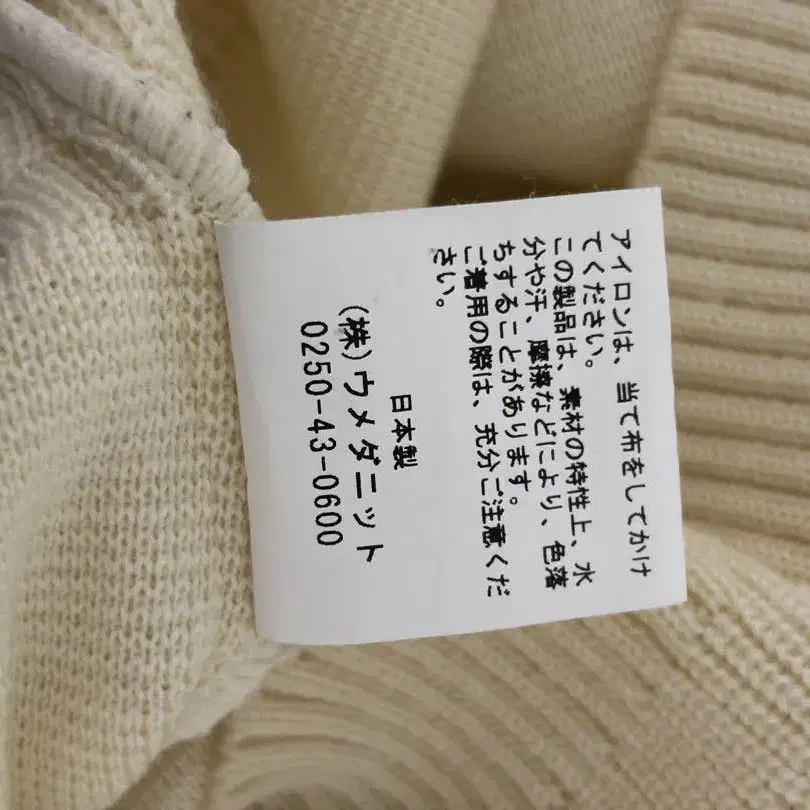 アイロンは、当て布をしてかけ
てください。
この製品は、素材の特性上、水
分や汗、摩擦などにより、色落
ちすることがあります。
ご着用の際は、充分ご注意くだ
さい。
日本製
(株)ウメダニット
0250-43-0600